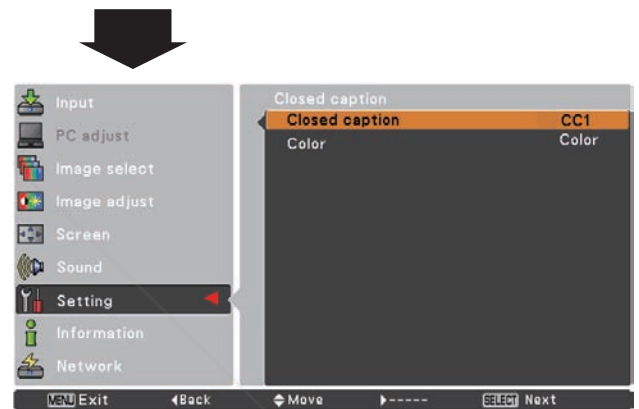 Input
PC adjust
Image select
Image adjust
Screen
Sound
Setting
Information
Network
Closed caption
Closed caption CC1
Color Color
MENU Exit Back Move ----- SELECT Next